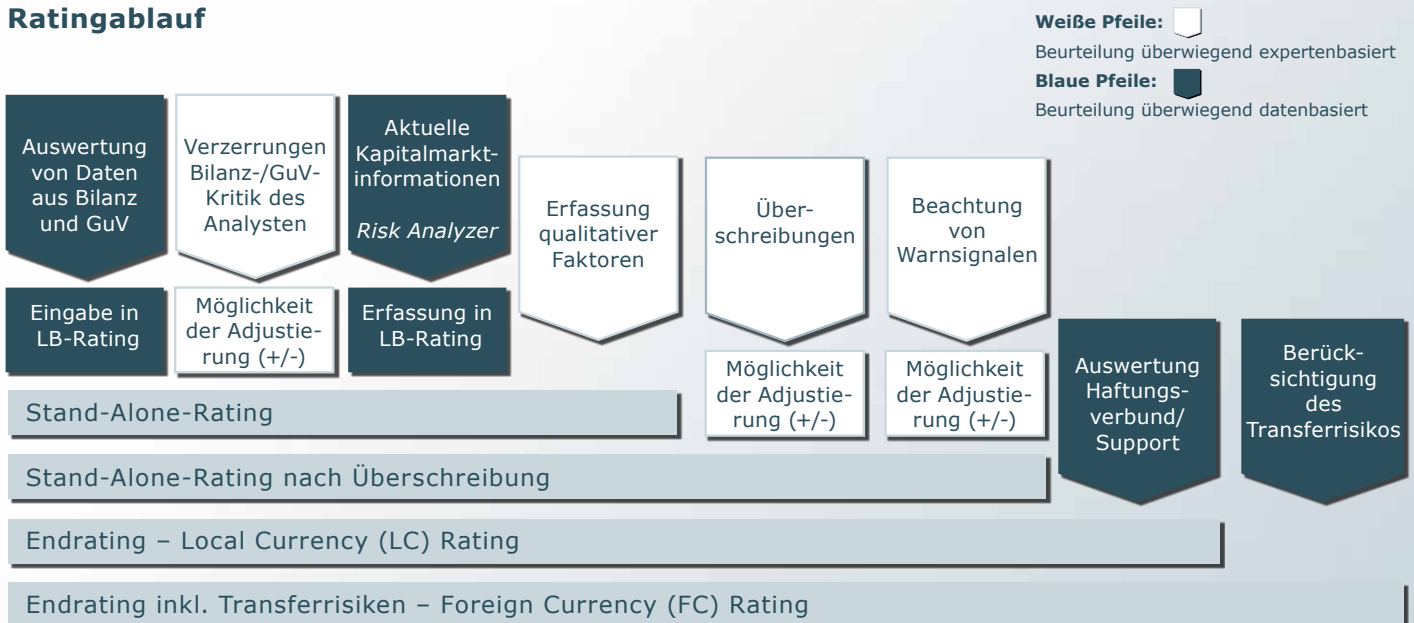 Ratingablauf
Weiße Pfeile:
Beurteilung überwiegend expertenbasiert
Blaue Pfeile:
Beurteilung überwiegend datenbasiert
Auswertung
von Daten
aus Bilanz
und GuV
Verzerrungen
Bilanz-/GuV-
Kritik des
Analysten
Aktuelle
Kapitalmarkt-
informationen
Risk Analyzer
Erfassung
qualitativer
Faktoren
Über-
schreibungen
Beachtung
von
Warnsignalen
Eingabe in
LB-Rating
Möglichkeit
der Adjustie-
rung (+/-)
Erfassung in
LB-Rating
Möglichkeit
der Adjustie-
rung (+/-)
Möglichkeit
der Adjustie-
rung (+/-)
Auswertung
Haftungs-
verbund/
Support
Berück-
sichtigung
des
Transferrisikos
Stand-Alone-Rating
Stand-Alone-Rating nach Überschreibung
Endrating – Local Currency (LC) Rating
Endrating inkl. Transferrisiken – Foreign Currency (FC) Rating